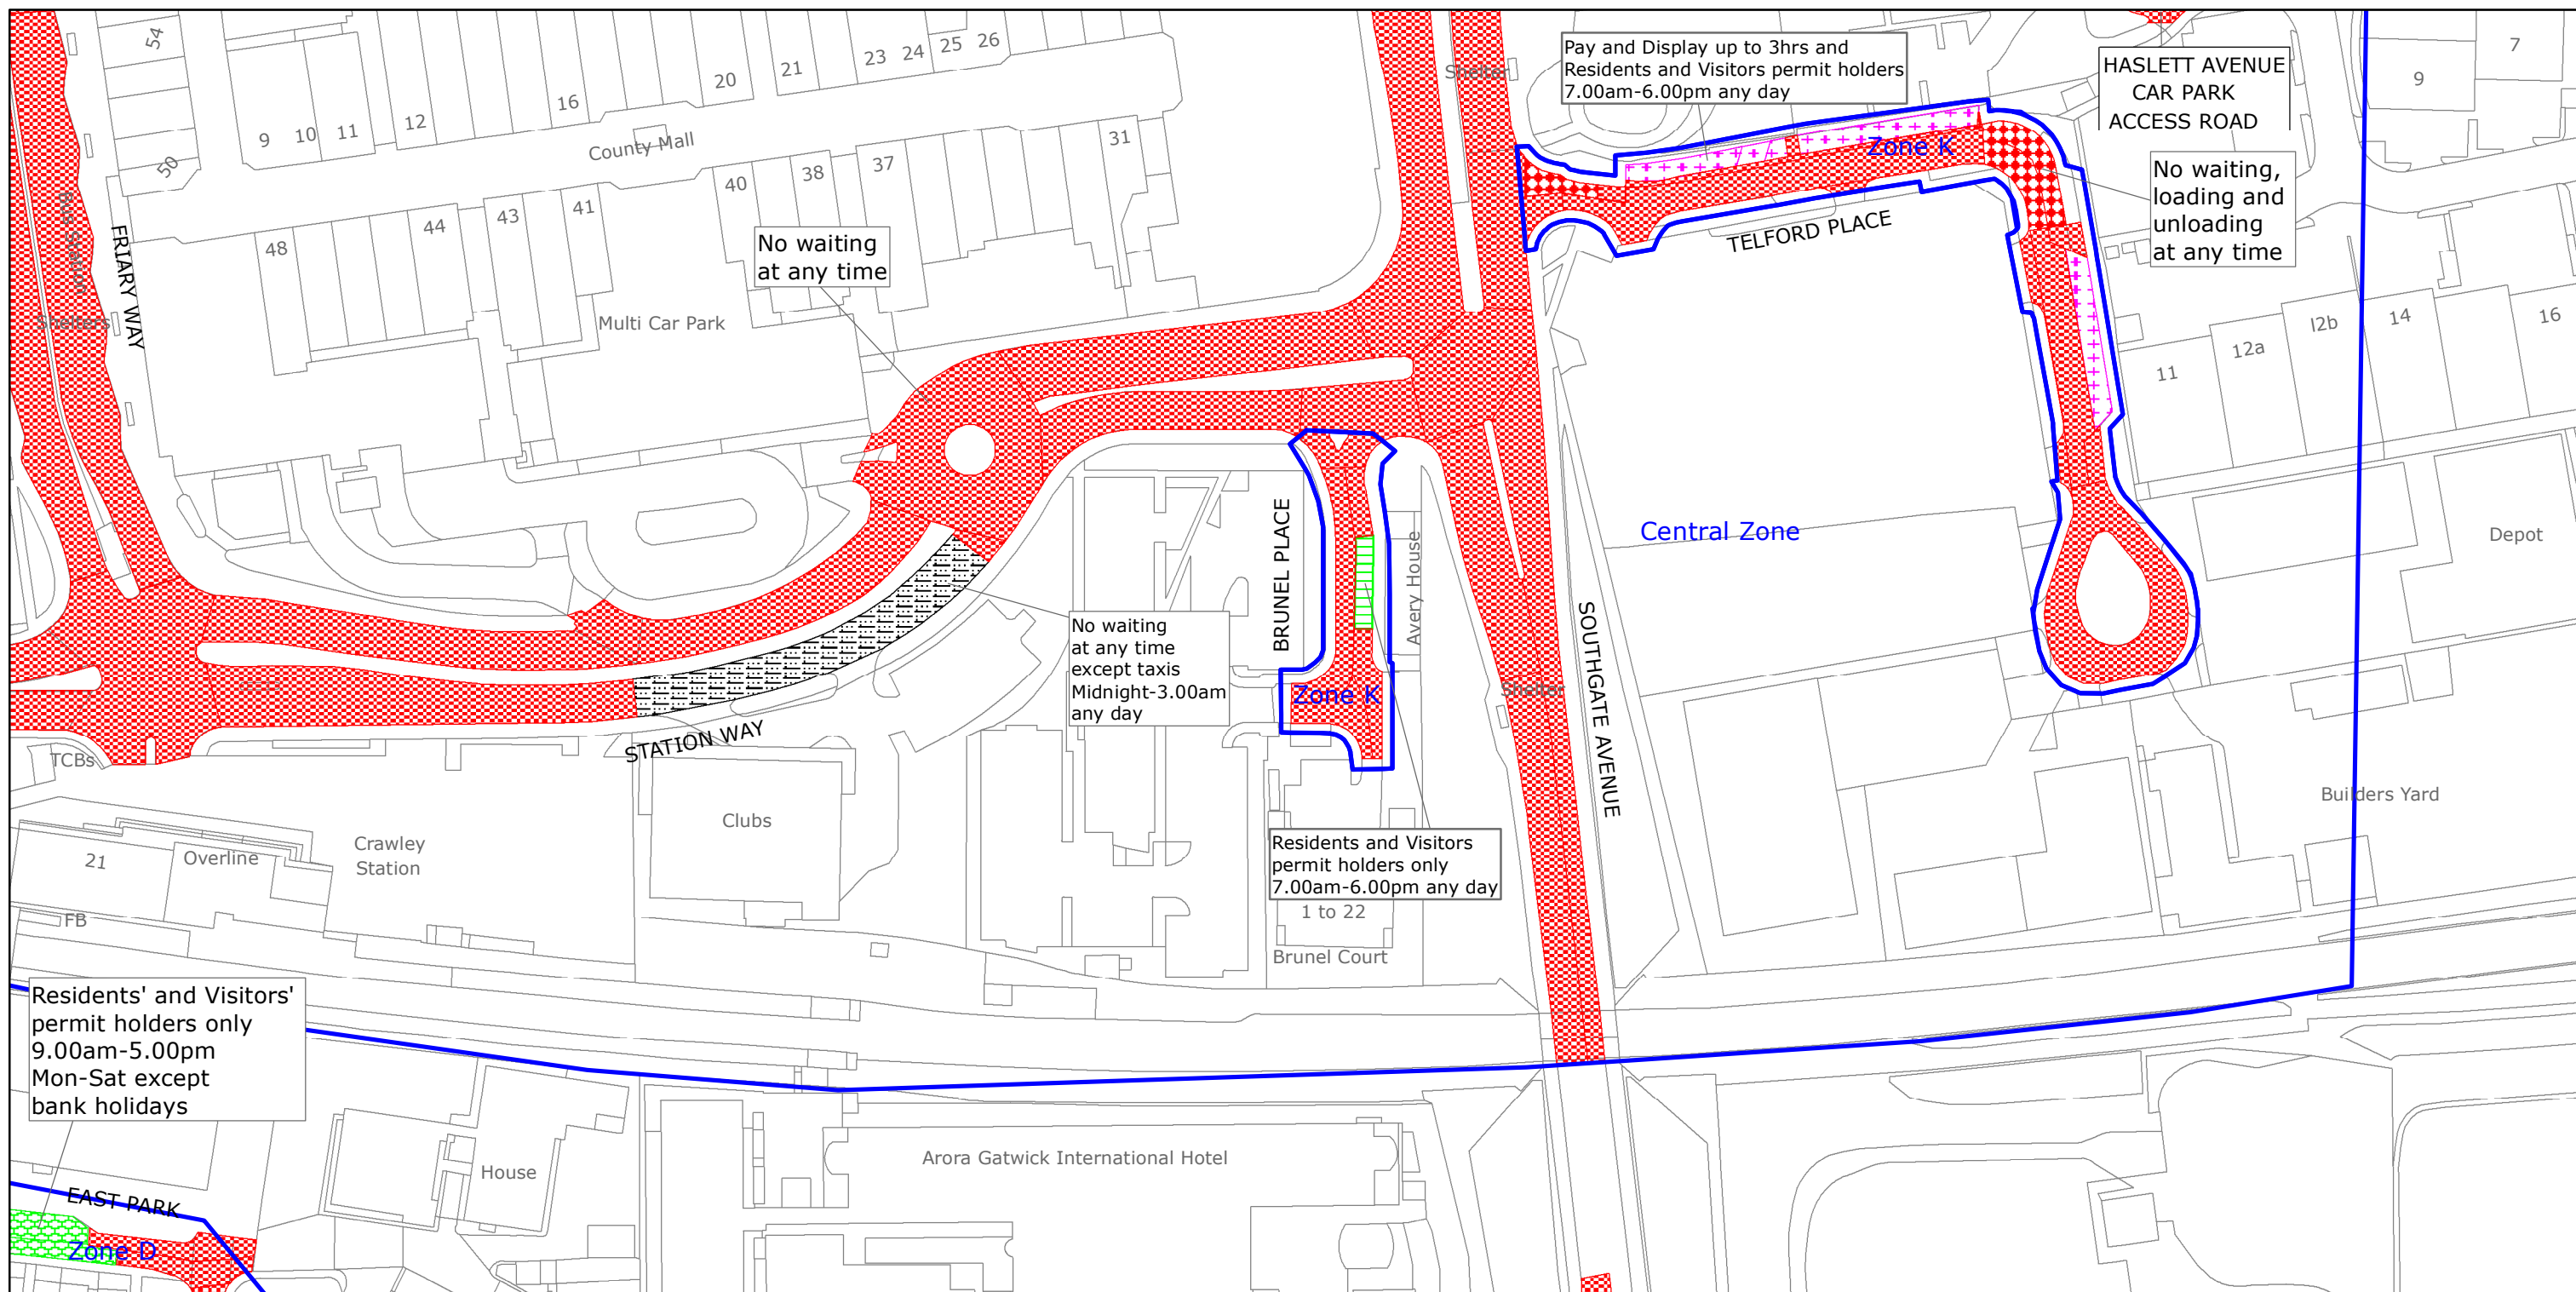 54
50
9
10
11
12
16
20
21
23
24
25
26
County Mall
48
44
43
41
40
38
37
31
FRIARY WAY
Shelters
Multi Car Park
No waiting
at any time
Shelter
Pay and Display up to 3hrs and
Residents and Visitors permit holders
7.00am-6.00pm any day
Zone K
TELFORD PLACE
HASLETT AVENUE
CAR PARK
ACCESS ROAD
No waiting,
loading and
unloading
at any time
9
7
11
12a
I2b
14
16
Central Zone
Depot
Builders Yard
BRUNEL PLACE
Avery House
Zone K
SOUTHGATE AVENUE
Shelter
No waiting
at any time
except taxis
Midnight-3.00am
any day
STATION WAY
Residents and Visitors
permit holders only
7.00am-6.00pm any day
1 to 22
Brunel Court
TCBs
21
Overline
Crawley
Station
Clubs
FB
Residents' and Visitors'
permit holders only
9.00am-5.00pm
Mon-Sat except
bank holidays
House
Arora Gatwick International Hotel
EAST PARK
Zone D